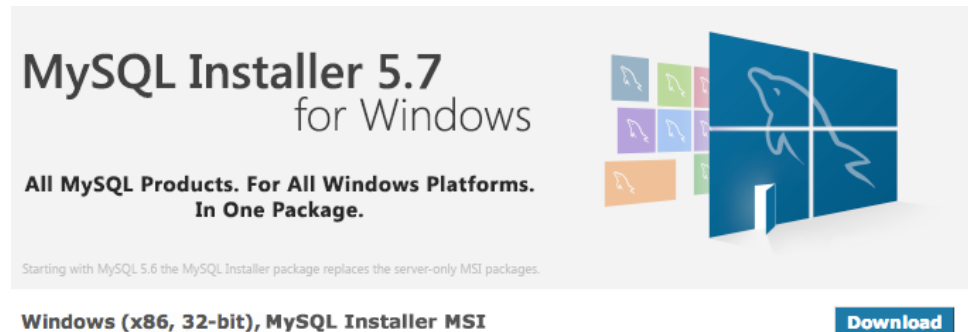 MySQL Installer 5.7
for Windows
All MySQL Products. For All Windows Platforms.
In One Package.
Starting with MySQL 5.6 the MySQL Installer package replaces the server-only MSI packages.
Windows (x86, 32-bit), MySQL Installer MSI
Download